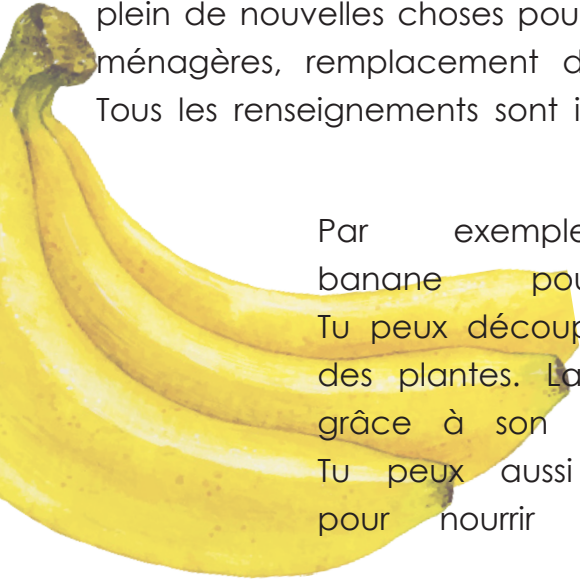 plein de nouvelles choses pou
ménagères, remplacement d
Tous les renseignements sont i
Par exemple
banane pou
Tu peux découp
des plantes. La
grâce à son
Tu peux aussi
pour nourrir